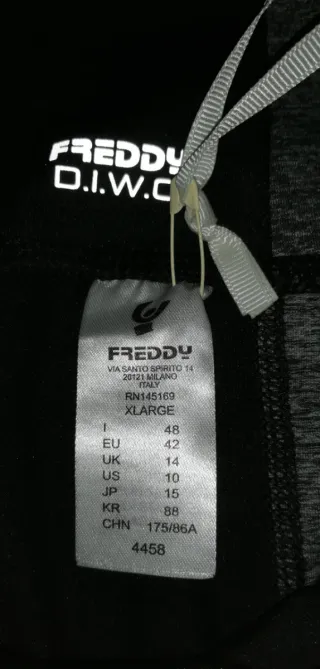 FREDDY
D.I.W.O
FREDDY
VIA SANTO SPIRITO 14
20121 MILANO
ITALY
RN145169
XLARGE
I 48
EU 42
UK 14
US 10
JP 15
KR 88
CHN 175/86A
4458